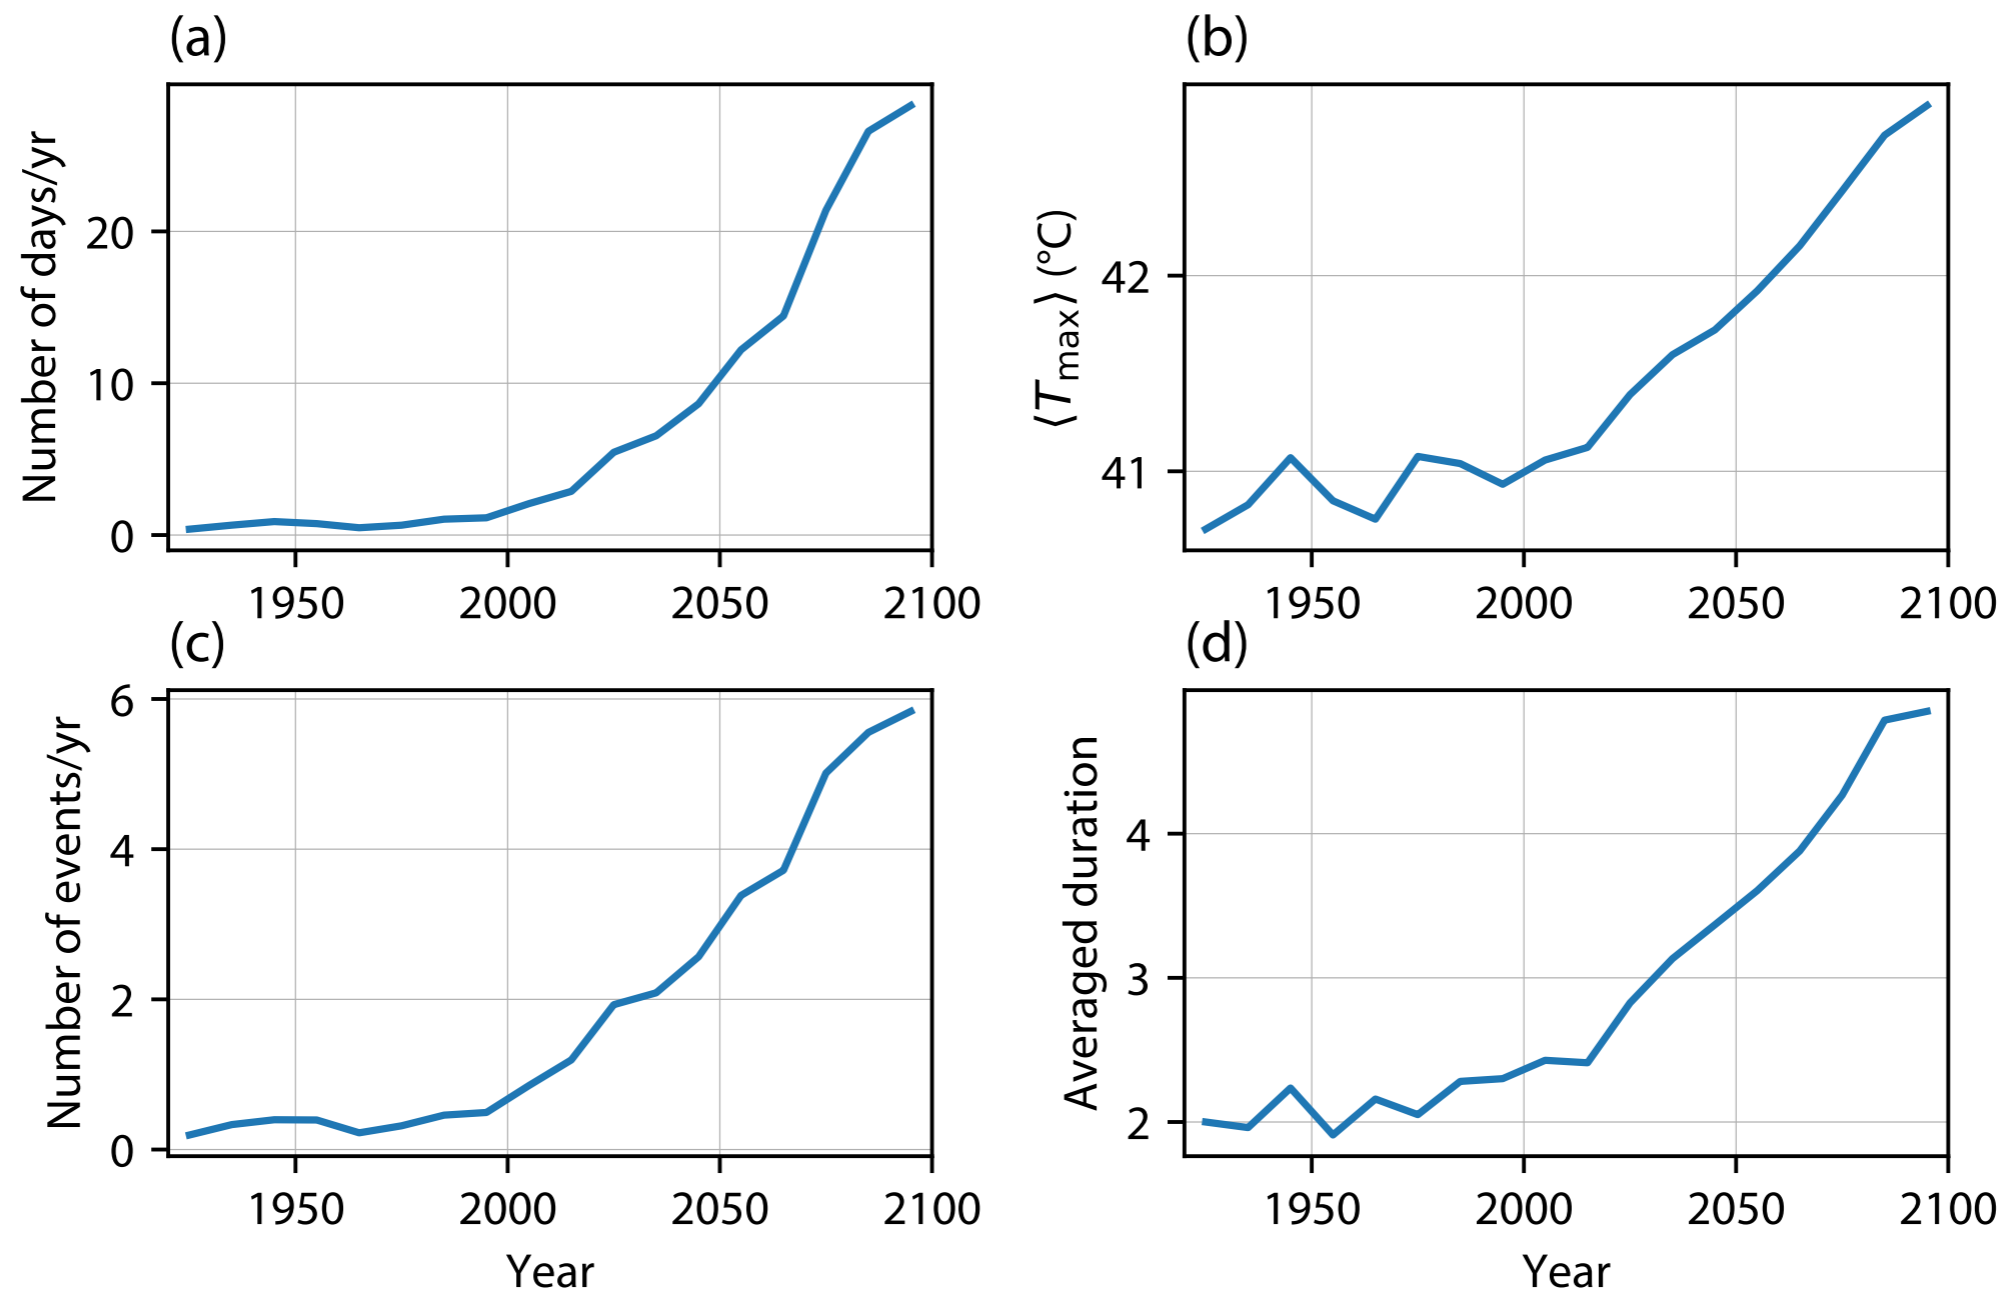 (a)
Number of days/yr
20
10
0
1950 2000 2050 2100
(b)
⟨Tmax⟩ (°C)
42
41
1950 2000 2050 2100
(c)
Number of events/yr
6
4
2
0
1950 2000 2050 2100
Year
(d)
Averaged duration
4
3
2
1950 2000 2050 2100
Year